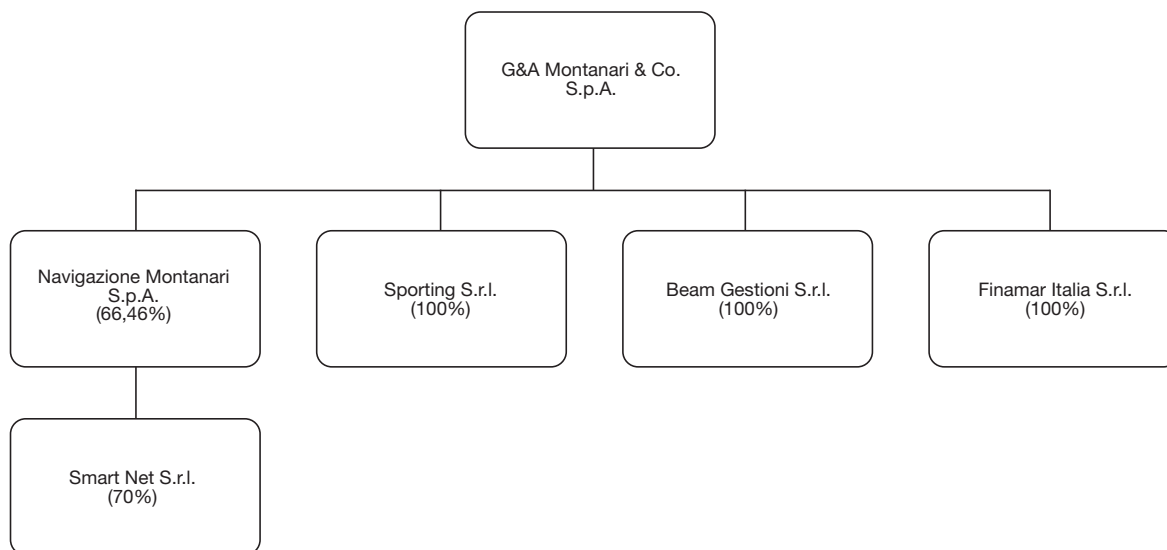 G&A Montanari & Co.
S.p.A.
Navigazione Montanari
S.p.A.
(66,46%)
Sporting S.r.l.
(100%)
Beam Gestioni S.r.l.
(100%)
Finamar Italia S.r.l.
(100%)
Smart Net S.r.l.
(70%)